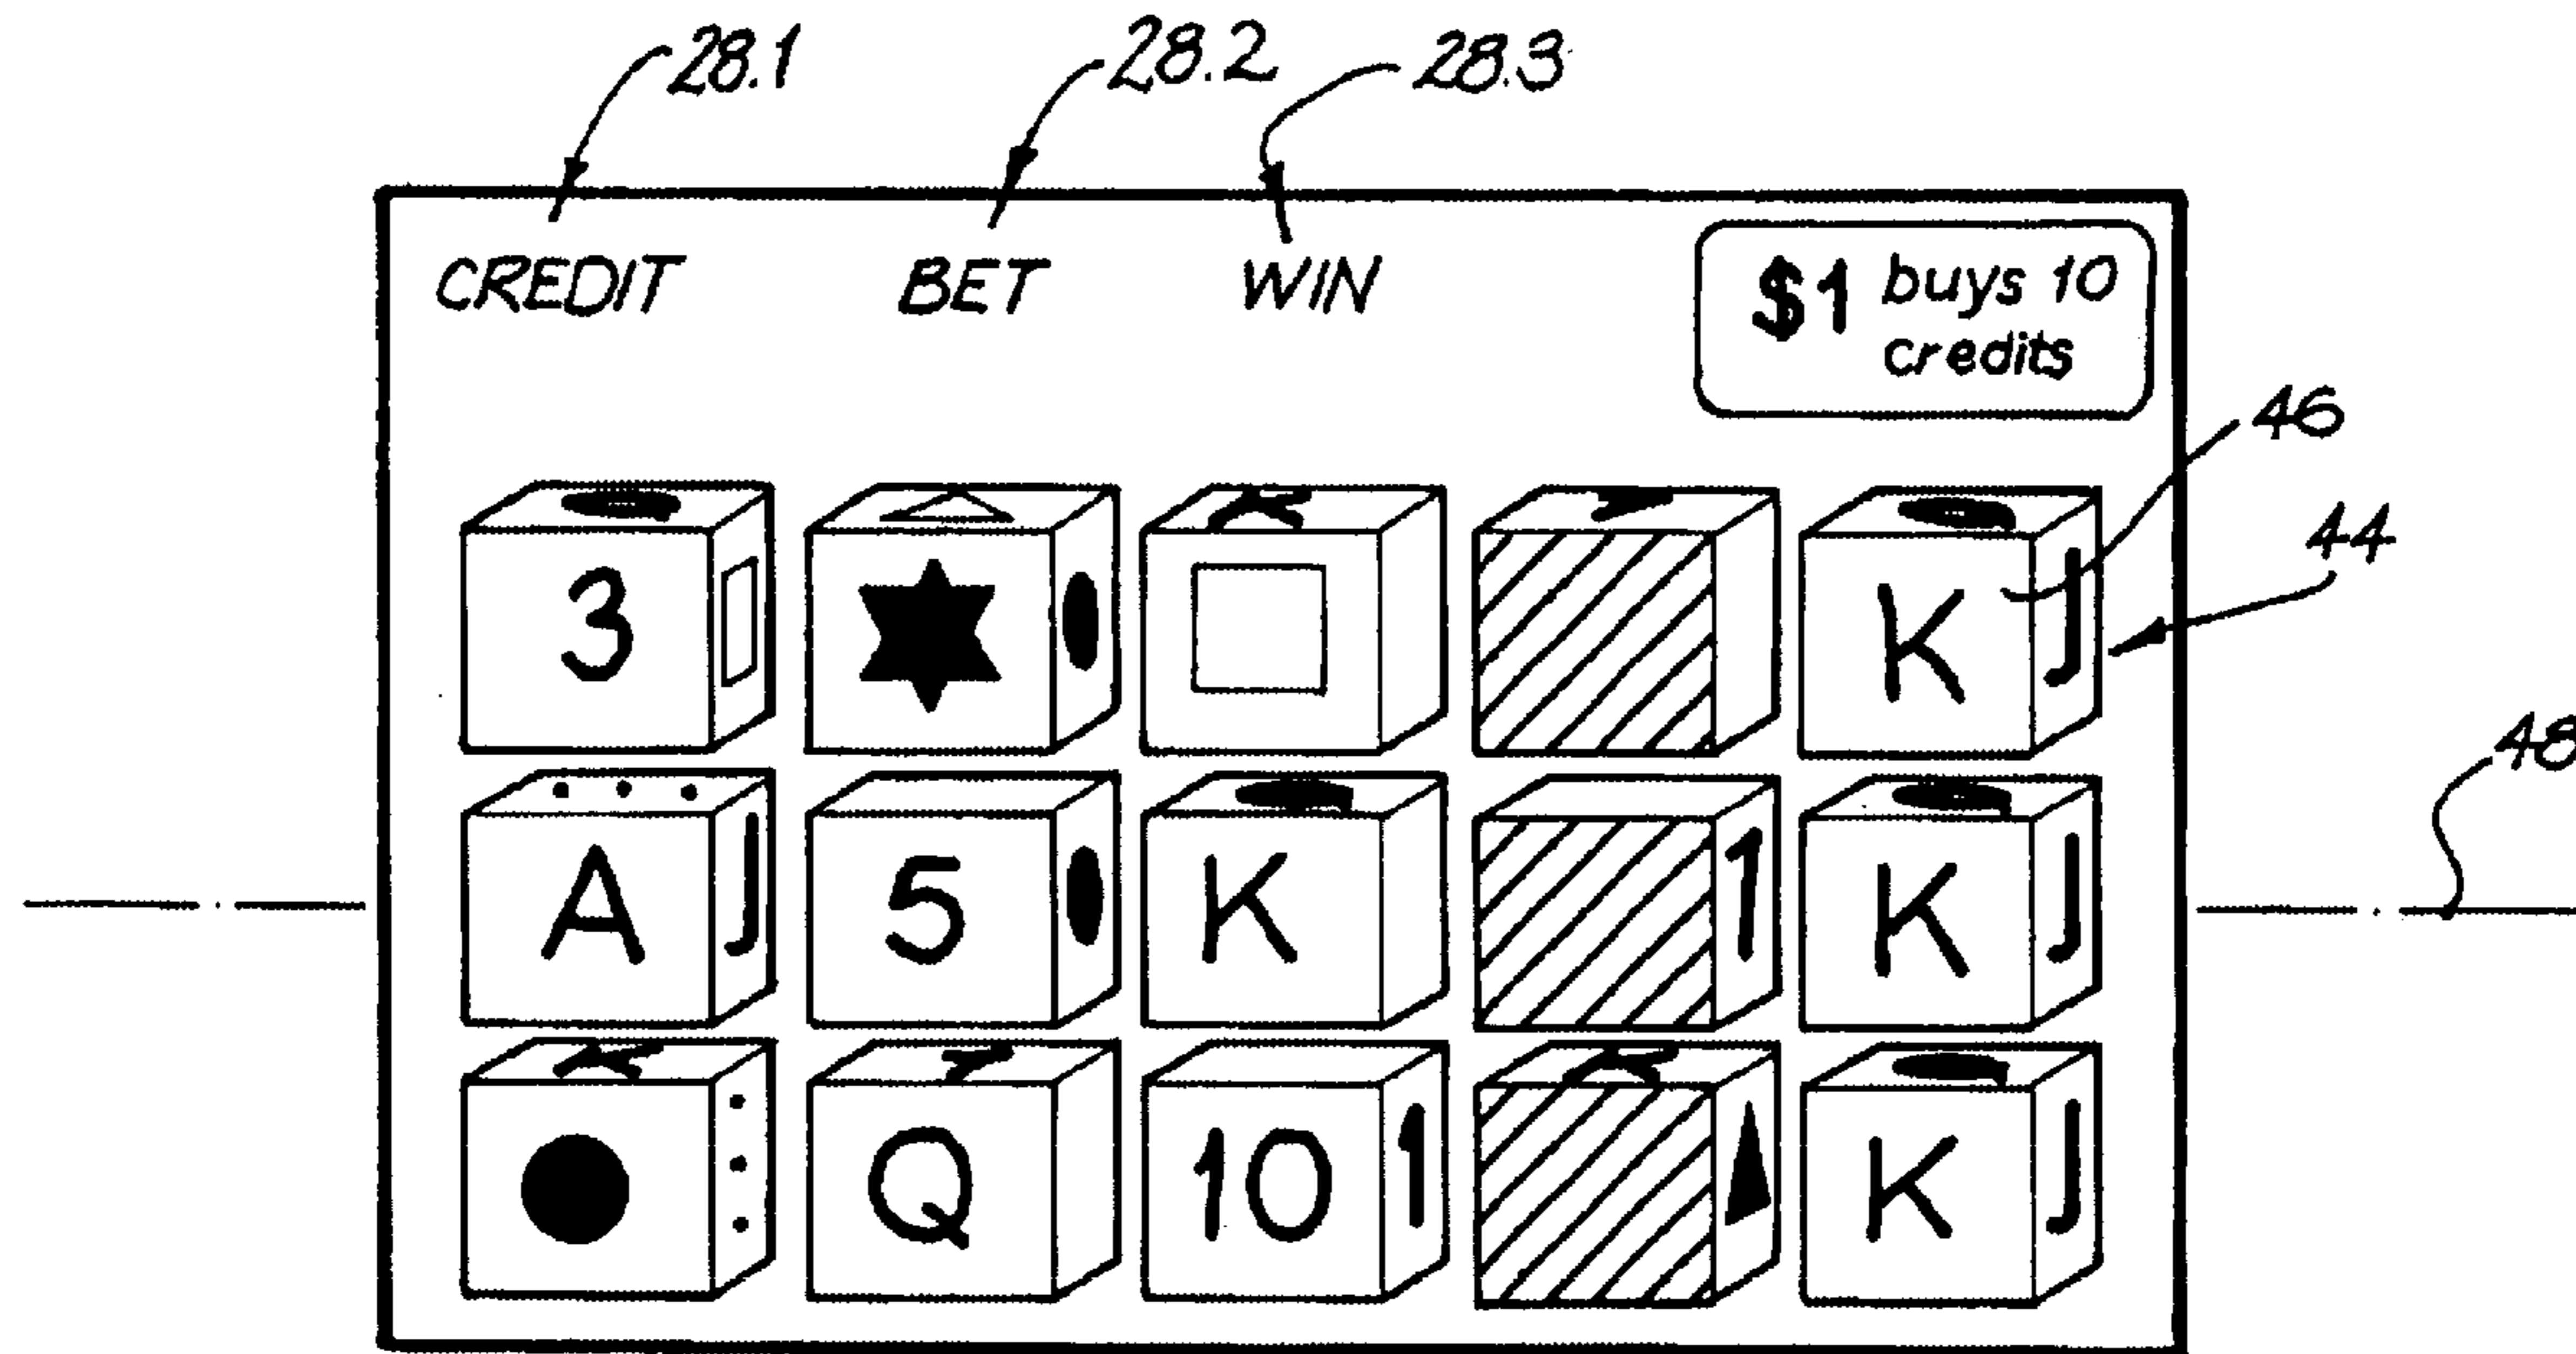 28.1 28.2 28.3
CREDIT BET WIN $1 buys 10
credits
46
44
3 K J
48
A J 5 K 1 K J
Q 10 1 K J